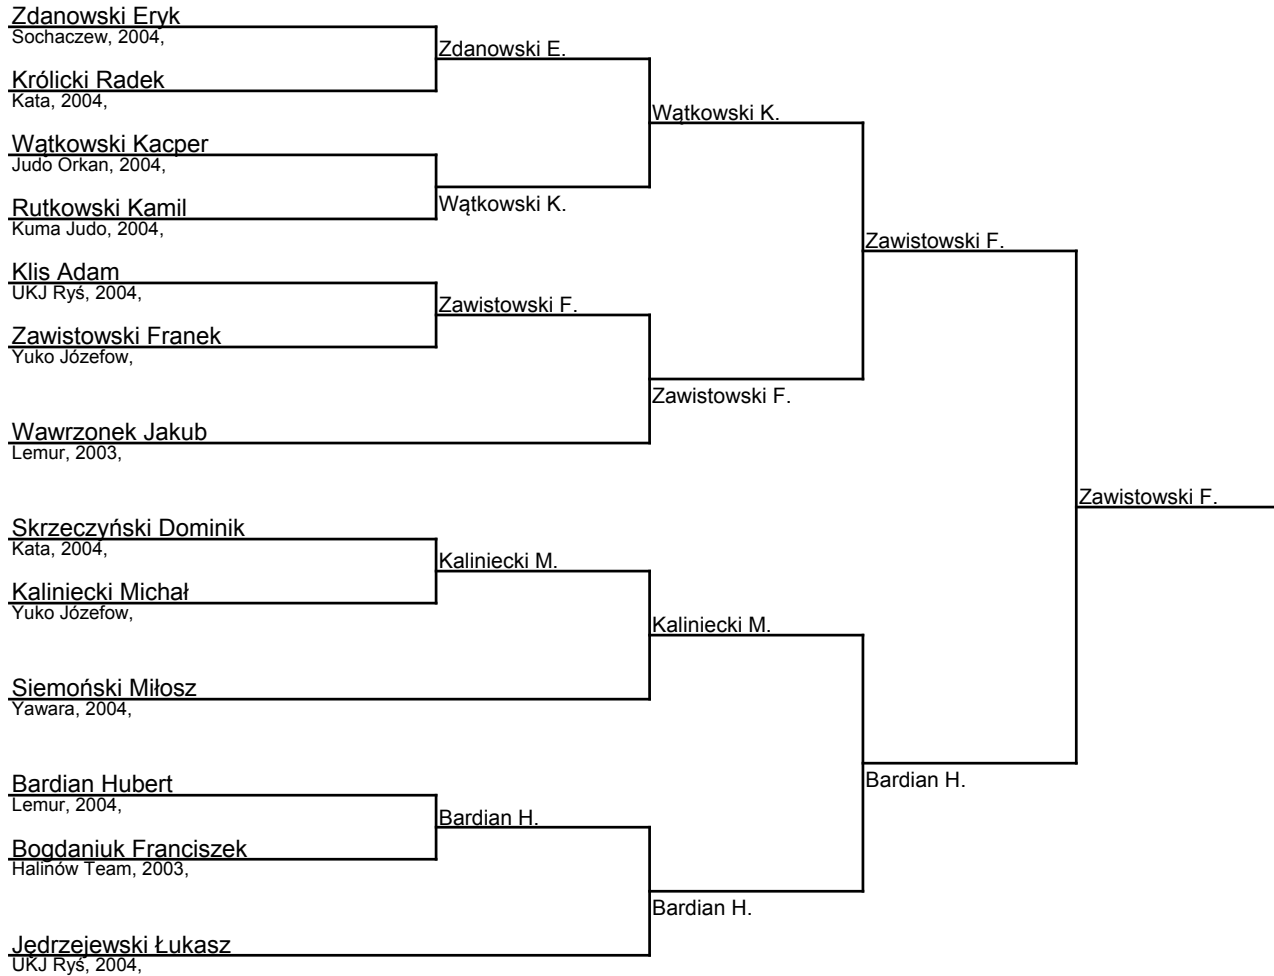 Zdanowski Eryk
Sochaczew, 2004,
Zdanowski E.
Królicki Radek
Kata, 2004,
Wątkowski K.
Wątkowski Kacper
Judo Orkan, 2004,
Rutkowski Kamil
Kuma Judo, 2004,
Wątkowski K.
Zawistowski F.
Klis Adam
UKJ Ryś, 2004,
Zawistowski F.
Zawistowski Franek
Yuko Józefow,
Zawistowski F.
Wawrzonek Jakub
Lemur, 2003,
Zawistowski F.
Skrzeczyński Dominik
Kata, 2004,
Kaliniecki M.
Kaliniecki Michał
Yuko Józefow,
Kaliniecki M.
Siemoński Miłosz
Yawara, 2004,
Bardian H.
Bardian Hubert
Lemur, 2004,
Bardian H.
Bogdaniuk Franciszek
Halinów Team, 2003,
Bardian H.
Jędrzejewski Łukasz
UKJ Ryś, 2004,